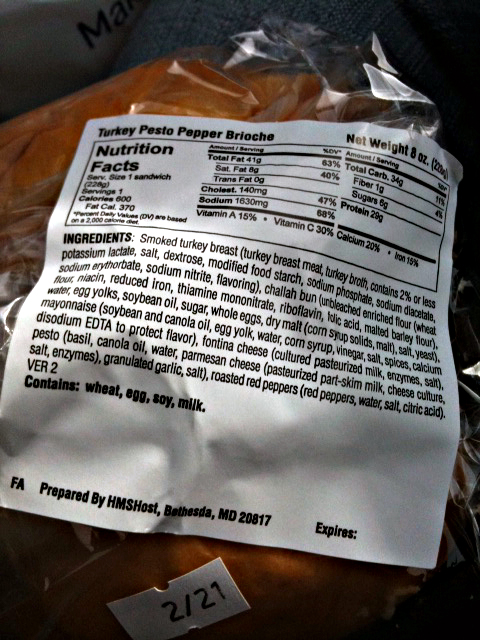 Mar
Turkey Pesto Pepper Brioche
Net Weight 8 oz. (228g)
Nutrition
Facts
Serv. Size 1 sandwich
(228g)
Servings 1
Calories 600
Fat Cal. 370
*Percent Daily Values (DV) are based
on a 2,000 calorie diet.
Amount / Serving %DV*
Total Fat 41g 63%
Sat. Fat 8g 40%
Trans Fat 0g
Cholest. 140mg 47%
Sodium 1630mg 68%
Amount / Serving %DV*
Total Carb. 34g 11%
Fiber 1g 4%
Sugars 6g
Protein 29g
Vitamin A 15% • Vitamin C 30% Calcium 20% • Iron 15%
INGREDIENTS: Smoked turkey breast (turkey breast meat, turkey broth, contains 2% or less
potassium lactate, salt, dextrose, modified food starch, sodium phosphate, sodium diacetate,
sodium erythorbate, sodium nitrite, flavoring), challah bun (unbleached enriched flour (wheat
flour, niacin, reduced iron, thiamine mononitrate, riboflavin, folic acid, malted barley flour),
water, egg yolks, soybean oil, sugar, whole eggs, dry malt (corn syrup solids, malt), salt, yeast),
mayonnaise (soybean and canola oil, egg yolk, water, corn syrup, vinegar, salt, spices, calcium
disodium EDTA to protect flavor), fontina cheese (cultured pasteurized milk, enzymes, salt),
pesto (basil, canola oil, water, parmesan cheese (pasteurized part-skim milk, cheese culture,
salt, enzymes), granulated garlic, salt), roasted red peppers (red peppers, water, salt, citric acid).
VER 2
Contains: wheat, egg, soy, milk.
FA Prepared By HMSHost, Bethesda, MD 20817
Expires:
2/21